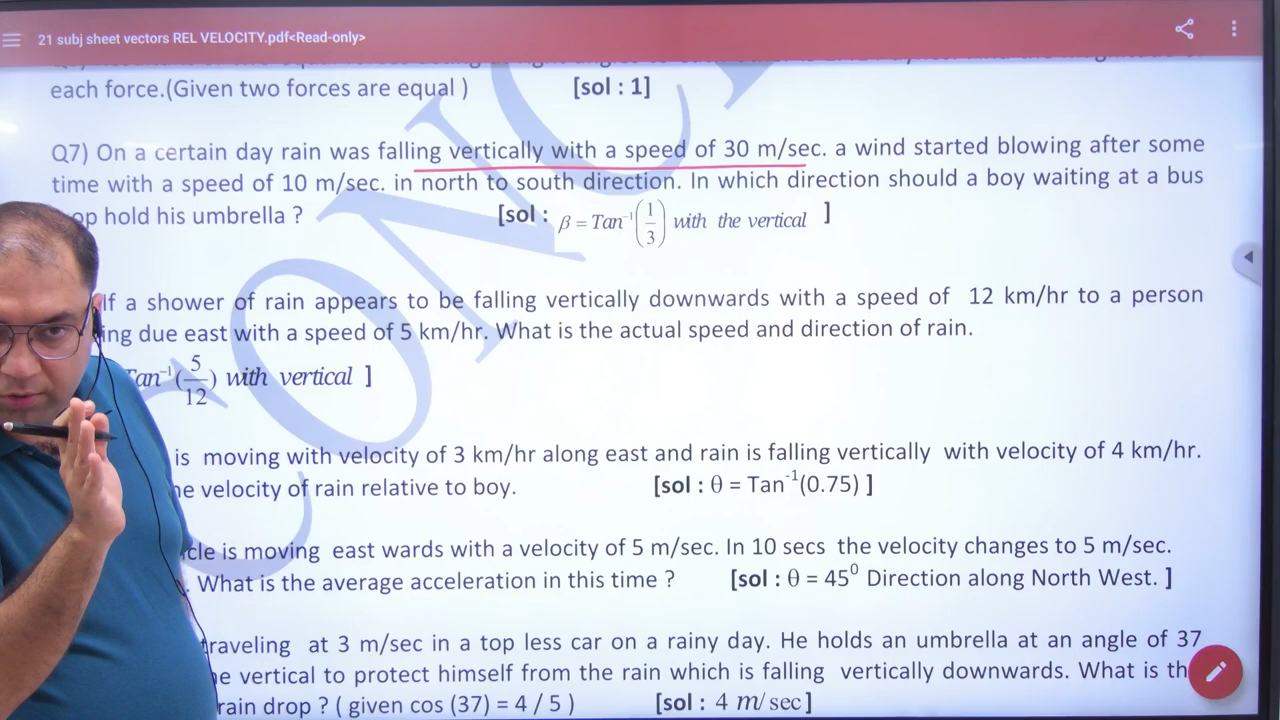 21 subj sheet vectors REL VELOCITY.pdf<Read-only>
each force.(Given two forces are equal ) [sol : 1]
Q7) On a certain day rain was falling vertically with a speed of 30 m/sec. a wind started blowing after some
time with a speed of 10 m/sec. in north to south direction. In which direction should a boy waiting at a bus
op hold his umbrella ? [sol : β = Tan⁻¹(1/3) with the vertical ]
If a shower of rain appears to be falling vertically downwards with a speed of 12 km/hr to a person
ing due east with a speed of 5 km/hr. What is the actual speed and direction of rain.
Tan⁻¹(5/12) with vertical ]
is moving with velocity of 3 km/hr along east and rain is falling vertically with velocity of 4 km/hr.
he velocity of rain relative to boy. [sol : θ = Tan⁻¹(0.75) ]
cle is moving east wards with a velocity of 5 m/sec. In 10 secs the velocity changes to 5 m/sec.
. What is the average acceleration in this time ? [sol : θ = 45⁰ Direction along North West. ]
traveling at 3 m/sec in a top less car on a rainy day. He holds an umbrella at an angle of 37
he vertical to protect himself from the rain which is falling vertically downwards. What is th
rain drop ? ( given cos (37) = 4 / 5 ) [sol : 4 m/sec]
CONC